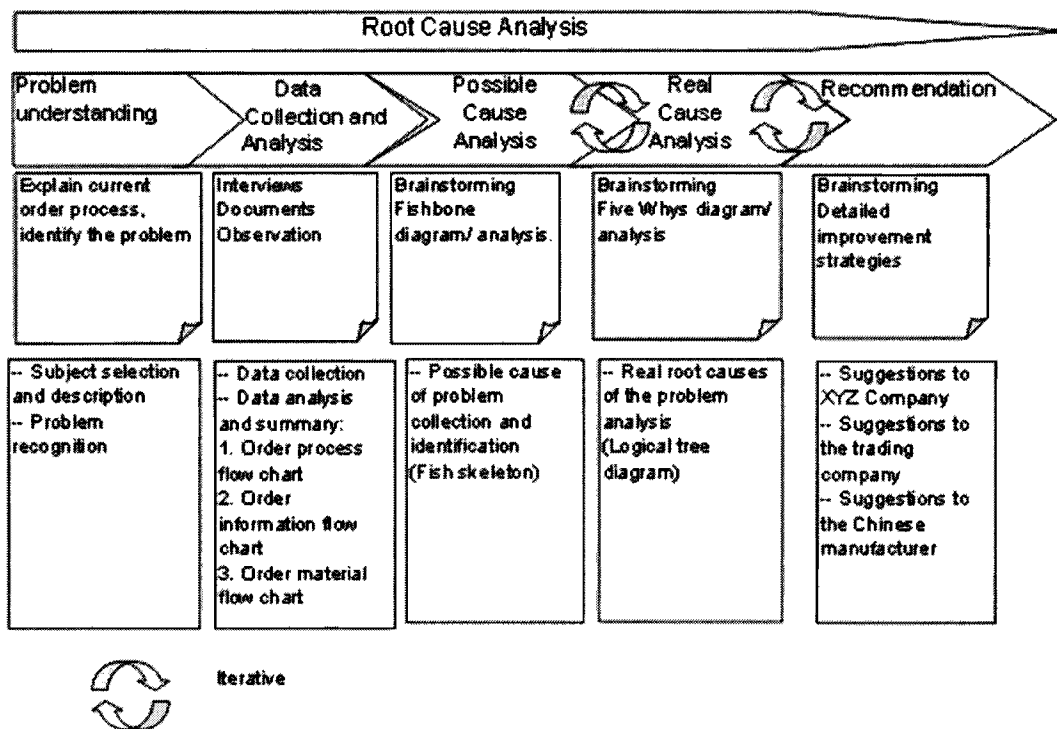 Root Cause Analysis
Problem
understanding
Data
Collection and
Analysis
Possible
Cause
Analysis
Real
Cause
Analysis
Recommendation
Explain current
order process,
identify the problem
Interviews
Documents
Observation
Brainstorming
Fishbone
diagram/ analysis.
Brainstorming
Five Whys diagram/
analysis
Brainstorming
Detailed
improvement
strategies
-- Subject selection
and description
-- Problem
recognition
-- Data collection
-- Data analysis
and summary:
1. Order process
flow chart
2. Order
information flow
chart
3. Order material
flow chart
-- Possible cause
of problem
collection and
identification
(Fish skeleton)
-- Real root causes
of the problem
analysis
(Logical tree
diagram)
-- Suggestions to
XYZ Company
-- Suggestions to
the trading
company
-- Suggestions to
the Chinese
manufacturer
Iterative